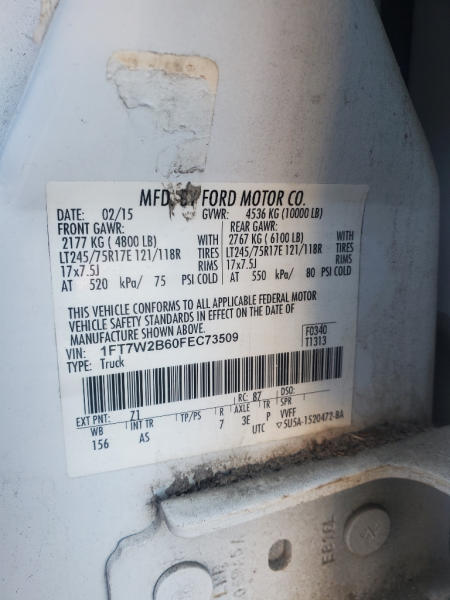 MFD. BY FORD MOTOR CO.
DATE: 02/15 GVWR: 4536 KG (10000 LB)
FRONT GAWR: REAR GAWR:
2177 KG ( 4800 LB) WITH 2767 KG ( 6100 LB) WITH
LT245/75R17E 121/118R TIRES LT245/75R17E 121/118R TIRES
17x7.5J RIMS 17x7.5J RIMS
AT 520 kPa/ 75 PSI COLD AT 550 kPa/ 80 PSI COLD
THIS VEHICLE CONFORMS TO ALL APPLICABLE FEDERAL MOTOR
VEHICLE SAFETY STANDARDS IN EFFECT ON THE DATE OF
MANUFACTURE SHOWN ABOVE.
VIN: 1FT7W2B60FEC73509 F0340
TYPE: Truck T1313
EXT PNT: Z1 RC: 87 DSO:
WB INT TR TP/PS R AXLE TR SPR
156 AS 7 3E P VVFF
UTC ▽5U5A-1520472-BA